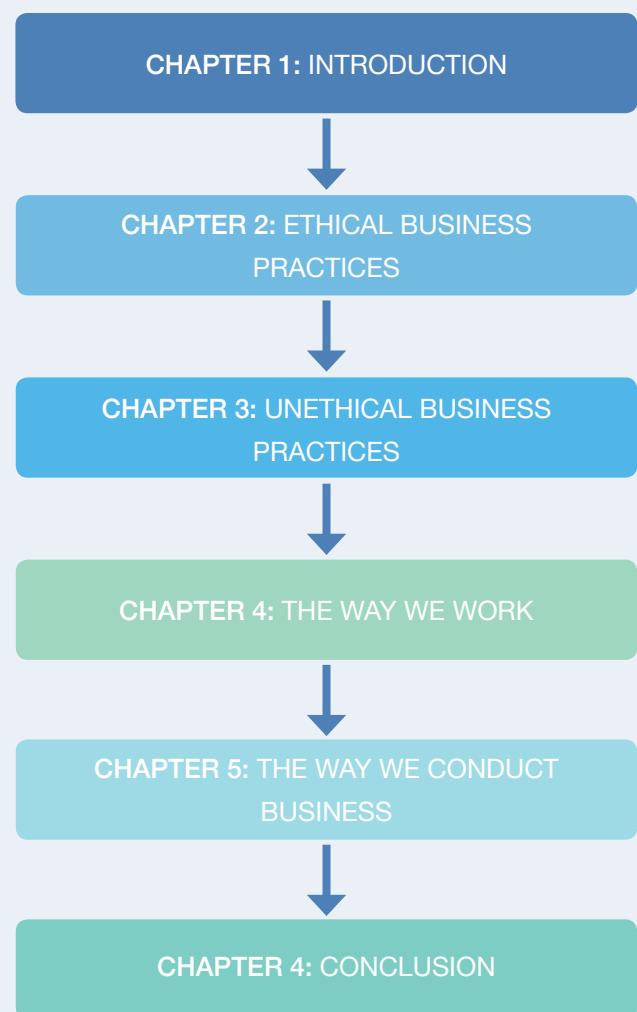 CHAPTER 1: INTRODUCTION
CHAPTER 2: ETHICAL BUSINESS
PRACTICES
CHAPTER 3: UNETHICAL BUSINESS
PRACTICES
CHAPTER 4: THE WAY WE WORK
CHAPTER 5: THE WAY WE CONDUCT
BUSINESS
CHAPTER 4: CONCLUSION